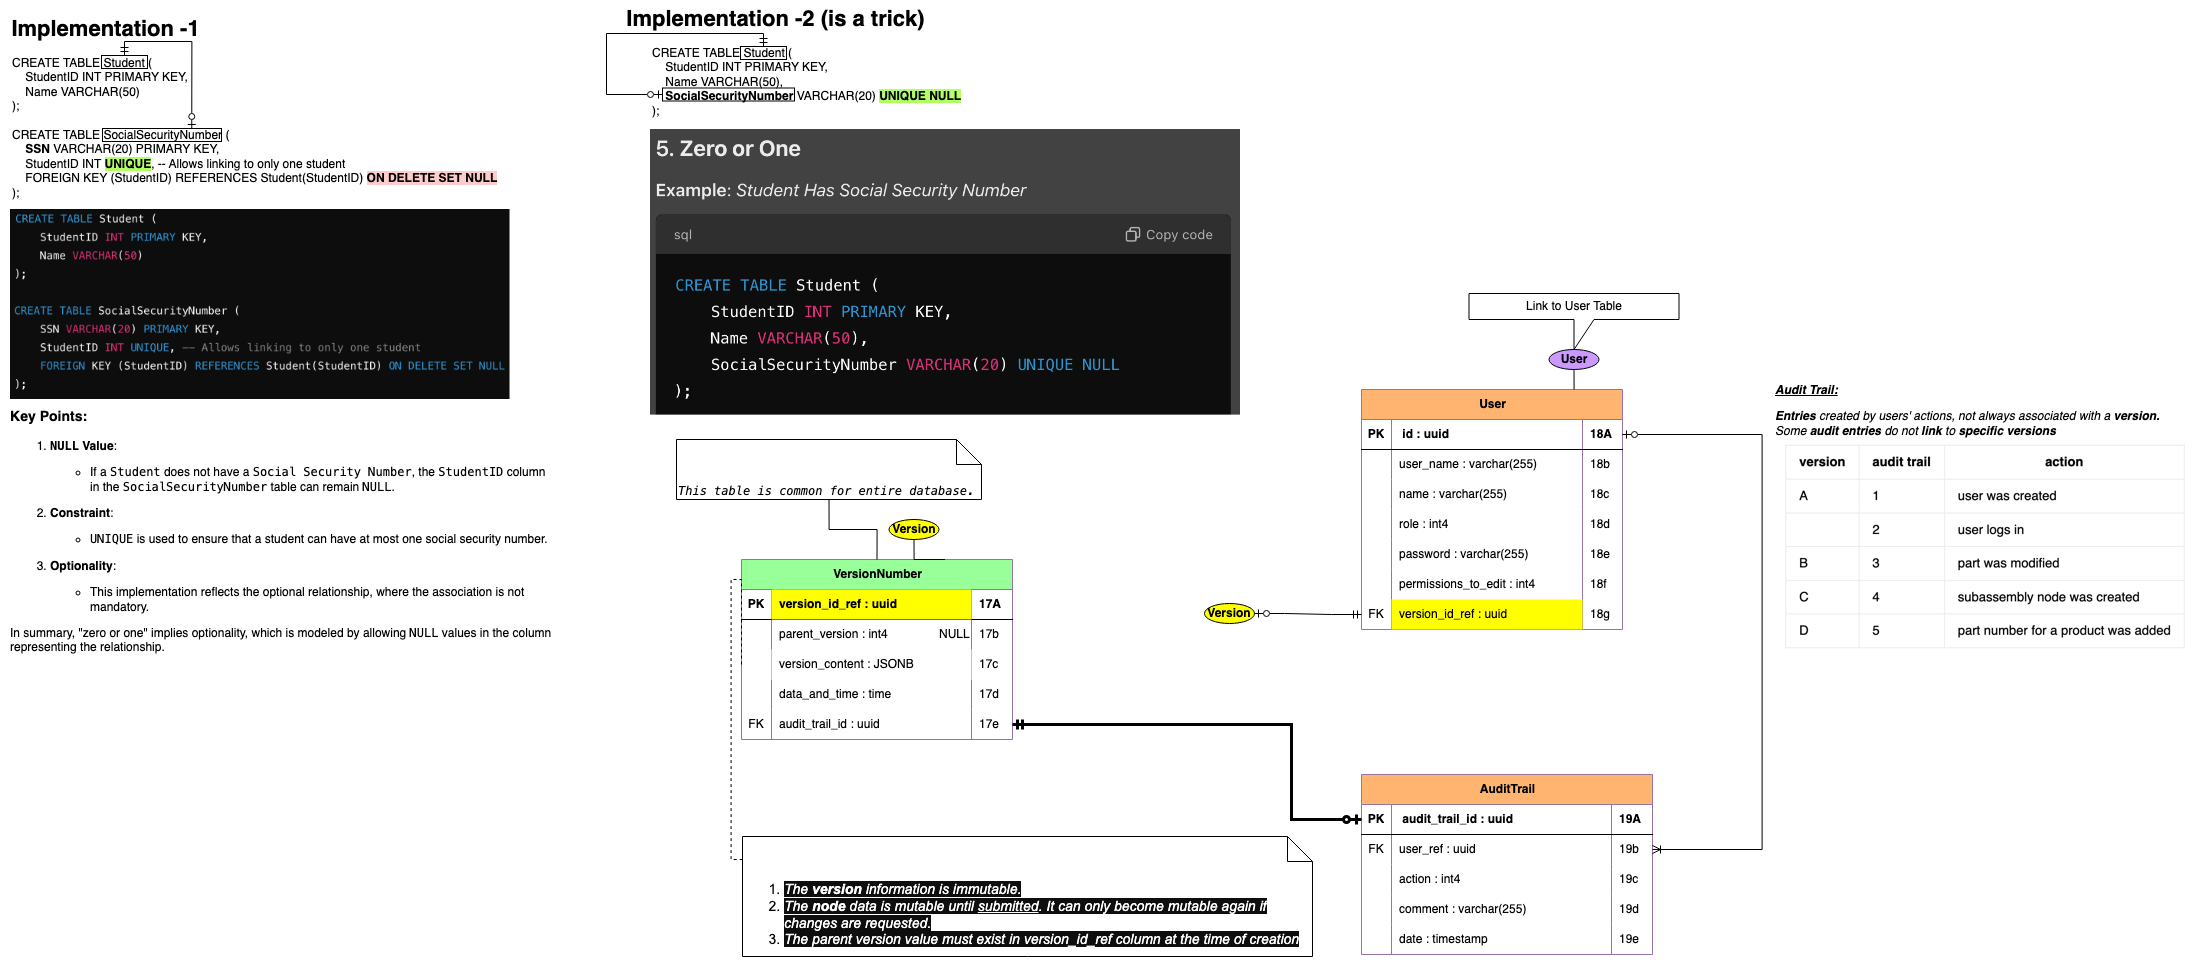 Implementation -1
CREATE TABLE Student (
StudentID INT PRIMARY KEY,
Name VARCHAR(50)
);
CREATE TABLE SocialSecurityNumber (
SSN VARCHAR(20) PRIMARY KEY,
StudentID INT UNIQUE, -- Allows linking to only one student
FOREIGN KEY (StudentID) REFERENCES Student(StudentID) ON DELETE SET NULL
);
CREATE TABLE Student (
StudentID INT PRIMARY KEY,
Name VARCHAR(50)
);
CREATE TABLE SocialSecurityNumber (
SSN VARCHAR(20) PRIMARY KEY,
StudentID INT UNIQUE, -- Allows linking to only one student
FOREIGN KEY (StudentID) REFERENCES Student(StudentID) ON DELETE SET NULL
);
Key Points:
1. NULL Value:
If a Student does not have a Social Security Number, the StudentID column
in the SocialSecurityNumber table can remain NULL.
2. Constraint:
UNIQUE is used to ensure that a student can have at most one social security number.
3. Optionality:
This implementation reflects the optional relationship, where the association is not
mandatory.
In summary, "zero or one" implies optionality, which is modeled by allowing NULL values in the column
representing the relationship.
Implementation -2 (is a trick)
CREATE TABLE Student (
StudentID INT PRIMARY KEY,
Name VARCHAR(50),
SocialSecurityNumber VARCHAR(20) UNIQUE NULL
);
5. Zero or One
Example: Student Has Social Security Number
sql Copy code
CREATE TABLE Student (
StudentID INT PRIMARY KEY,
Name VARCHAR(50),
SocialSecurityNumber VARCHAR(20) UNIQUE NULL
);
This table is common for entire database.
Version
VersionNumber
PK version_id_ref : uuid 17A
parent_version : int4 NULL 17b
version_content : JSONB 17c
data_and_time : time 17d
FK audit_trail_id : uuid 17e
1. The version information is immutable.
2. The node data is mutable until submitted. It can only become mutable again if
changes are requested.
3. The parent version value must exist in version_id_ref column at the time of creation
Link to User Table
User
User
PK id : uuid 18A
user_name : varchar(255) 18b
name : varchar(255) 18c
role : int4 18d
password : varchar(255) 18e
permissions_to_edit : int4 18f
Version
FK version_id_ref : uuid 18g
AuditTrail
PK audit_trail_id : uuid 19A
FK user_ref : uuid 19b
action : int4 19c
comment : varchar(255) 19d
date : timestamp 19e
Audit Trail:
Entries created by users' actions, not always associated with a version.
Some audit entries do not link to specific versions
version audit trail action
A 1 user was created
2 user logs in
B 3 part was modified
C 4 subassembly node was created
D 5 part number for a product was added